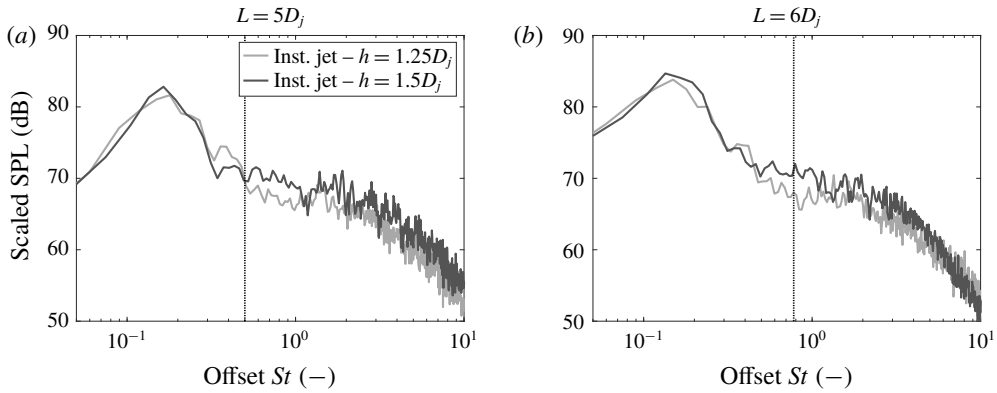 L = 5D_j
L = 6D_j
(a)
(b)
90
80
70
60
50
Scaled SPL (dB)
Inst. jet – h = 1.25D_j
Inst. jet – h = 1.5D_j
10^{-1}
10^0
10^1
Offset St (–)
90
80
70
60
50
10^{-1}
10^0
10^1
Offset St (–)